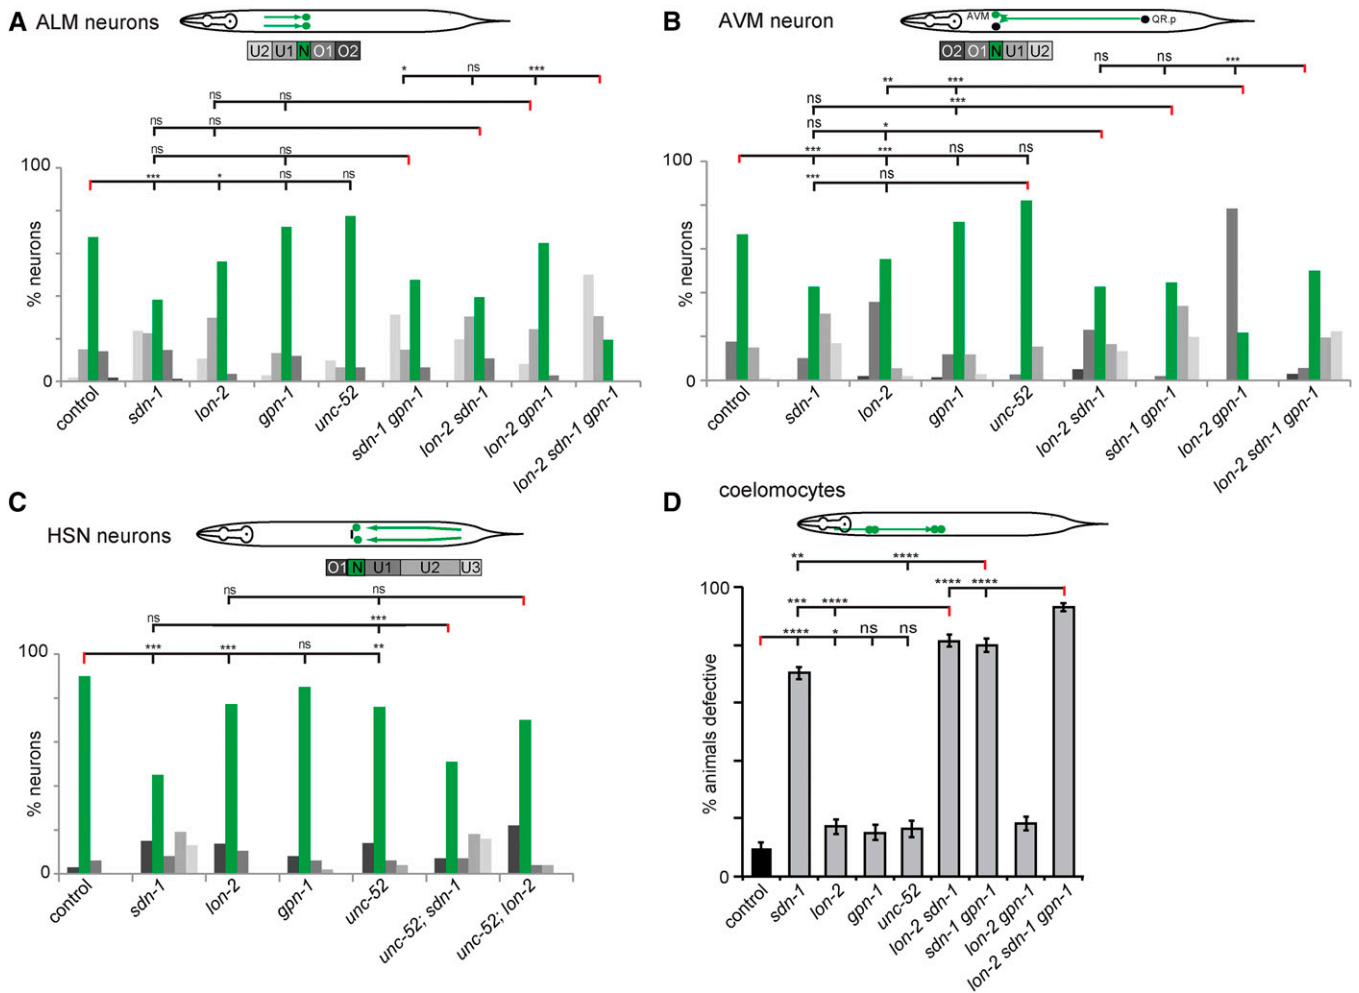 A ALM neurons
U2 U1 N O1 O2
* ns ***
ns ns
ns ns
ns ns
*** * ns ns
100
% neurons
0
control sdn-1 lon-2 gpn-1 unc-52 sdn-1 gpn-1 lon-2 sdn-1 lon-2 gpn-1 lon-2 sdn-1 gpn-1
B AVM neuron
AVM QR.p
O2 O1 N U1 U2
ns ns ***
** ***
ns ***
ns *
*** *** ns ns
*** ns
100
% neurons
0
control sdn-1 lon-2 gpn-1 unc-52 lon-2 sdn-1 sdn-1 gpn-1 lon-2 gpn-1 lon-2 sdn-1 gpn-1
C
HSN neurons
O1 N U1 U2 U3
ns ns
ns ***
*** *** ns **
100
% neurons
0
control sdn-1 lon-2 gpn-1 unc-52 unc-52; sdn-1 unc-52; lon-2
D coelomocytes
** ****
**** ****
*** ****
**** * ns ns
100
% animals defective
0
control sdn-1 lon-2 gpn-1 unc-52 lon-2 sdn-1 sdn-1 gpn-1 lon-2 gpn-1 lon-2 sdn-1 gpn-1